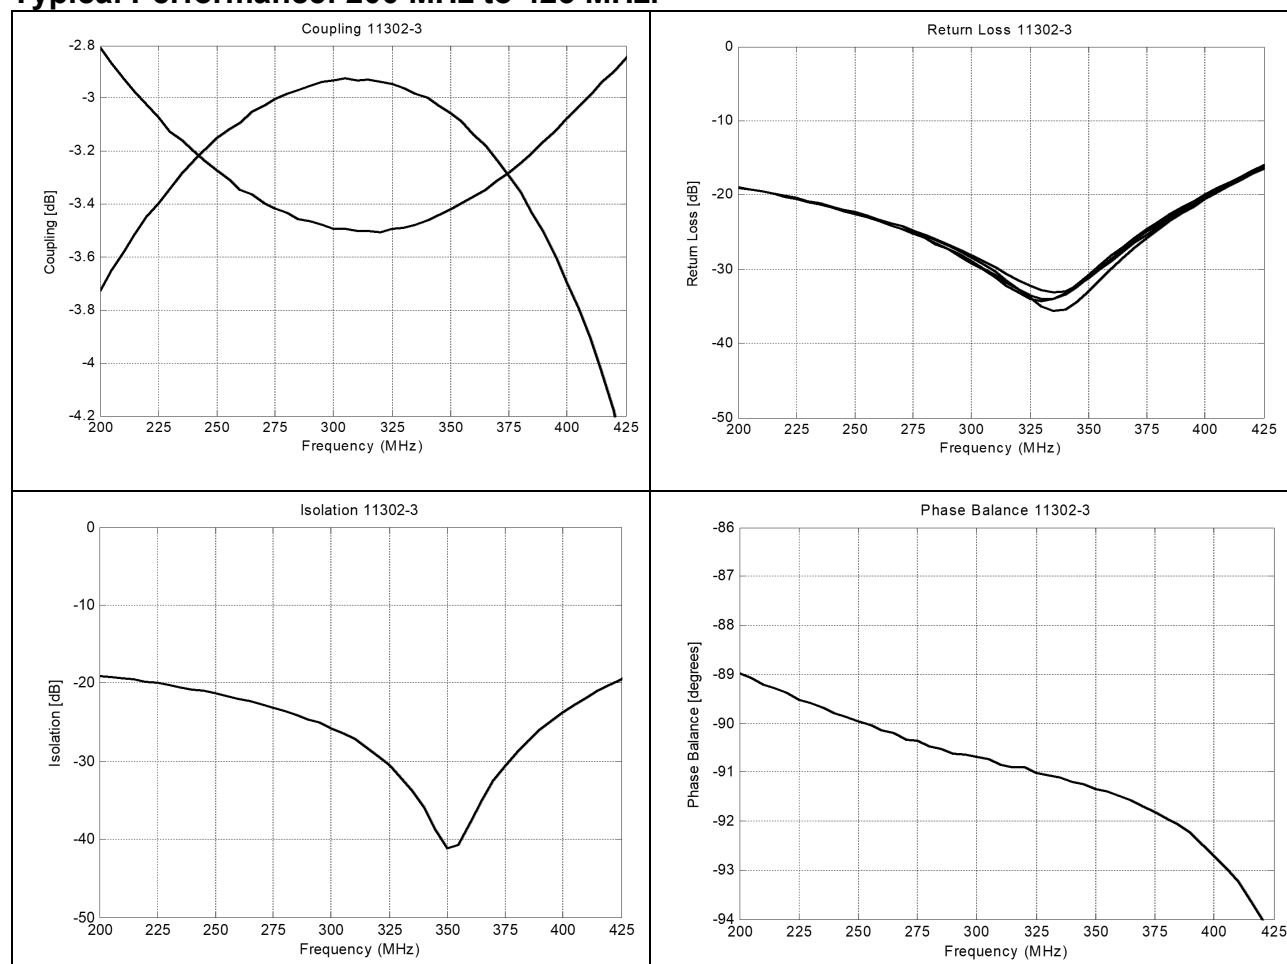 Typical Performance: 200 MHz to 425 MHz:
Coupling 11302-3
-2.8
-3
-3.2
-3.4
-3.6
-3.8
-4
-4.2
Coupling [dB]
200 225 250 275 300 325 350 375 400 425
Frequency (MHz)
Return Loss 11302-3
0
-10
-20
-30
-40
-50
Return Loss [dB]
200 225 250 275 300 325 350 375 400 425
Frequency (MHz)
Isolation 11302-3
0
-10
-20
-30
-40
-50
Isolation [dB]
200 225 250 275 300 325 350 375 400 425
Frequency (MHz)
Phase Balance 11302-3
-86
-87
-88
-89
-90
-91
-92
-93
-94
Phase Balance [degrees]
200 225 250 275 300 325 350 375 400 425
Frequency (MHz)